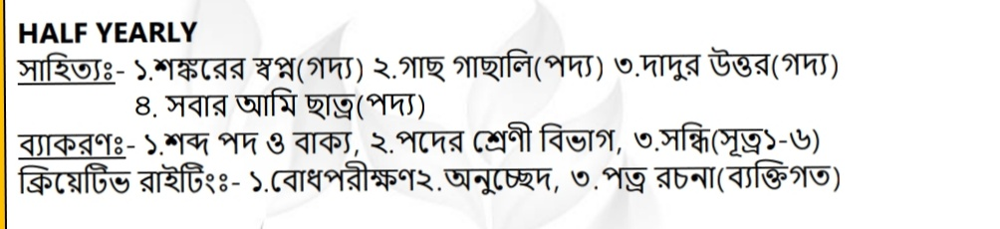 HALF YEARLY
সাহিত্যঃ- ১.শঙ্করের স্বপ্ন(গদ্য) ২.গাছ গাছালি(পদ্য) ৩.দাদুর উত্তর(গদ্য)
৪. সবার আমি ছাত্র(পদ্য)
ব্যাকরণঃ- ১.শব্দ পদ ও বাক্য, ২.পদের শ্রেণী বিভাগ, ৩.সন্ধি(সূত্র১-৬)
ক্রিয়েটিভ রাইটিংঃ- ১.বোধপরীক্ষণ২.অনুচ্ছেদ, ৩.পত্র রচনা(ব্যক্তিগত)